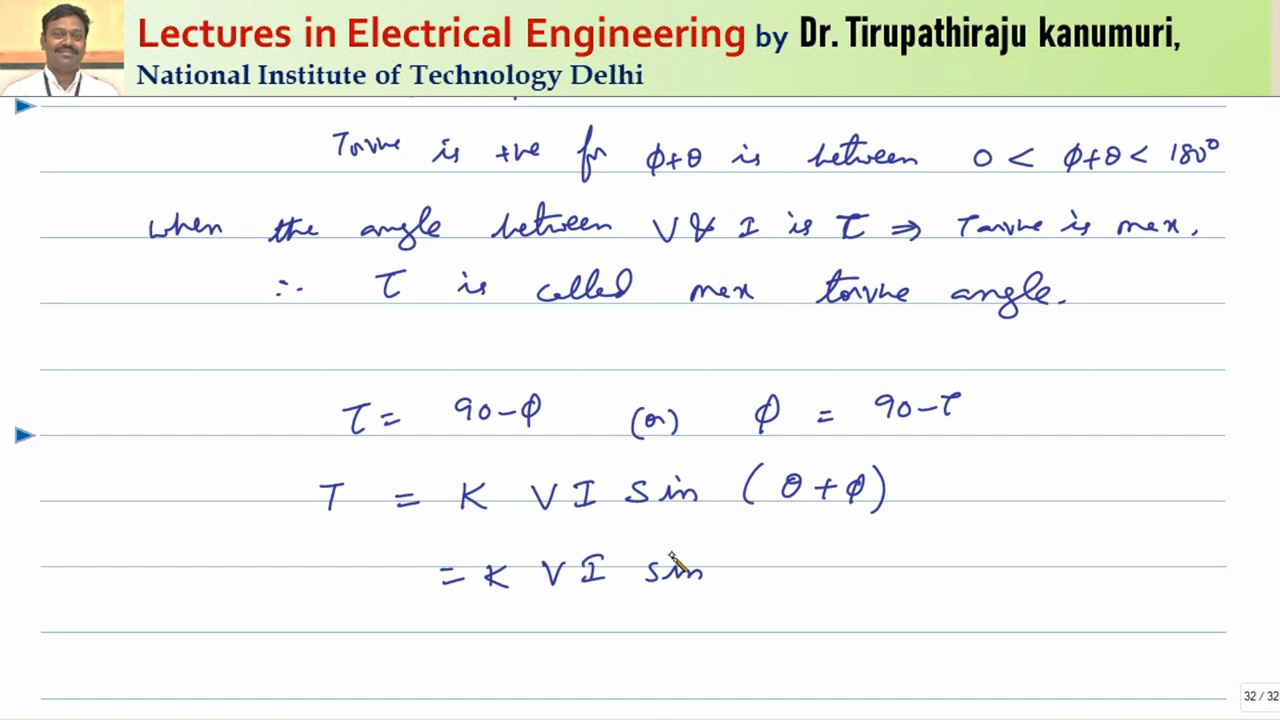 Lectures in Electrical Engineering by Dr. Tirupathiraju kanumuri,
National Institute of Technology Delhi
Torque is +ve for ϕ+θ is between 0 < ϕ+θ < 180°
when the angle between V & I is τ ⇒ Torque is max.
∴ τ is called max torque angle.
τ = 90-ϕ (or) ϕ = 90-τ
T = K V I sin (θ+ϕ)
= K V I sin
32/32